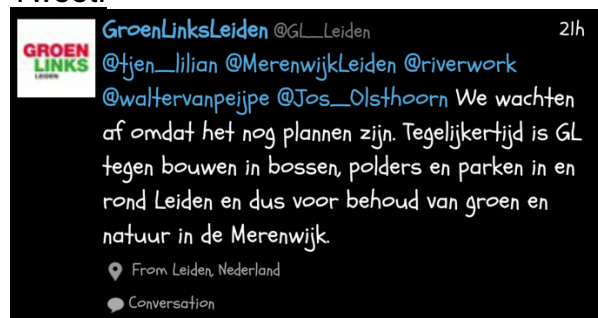 Tweet:
GroenLinksLeiden @GL_Leiden 21h
GROEN
LINKS
LEIDEN
@tjen_lilian @MerenwijkLeiden @riverwork
@waltervanpeijpe @Jos_Olsthoorn We wachten
af omdat het nog plannen zijn. Tegelijkertijd is GL
tegen bouwen in bossen, polders en parken in en
rond Leiden en dus voor behoud van groen en
natuur in de Merenwijk.
From Leiden, Nederland
Conversation